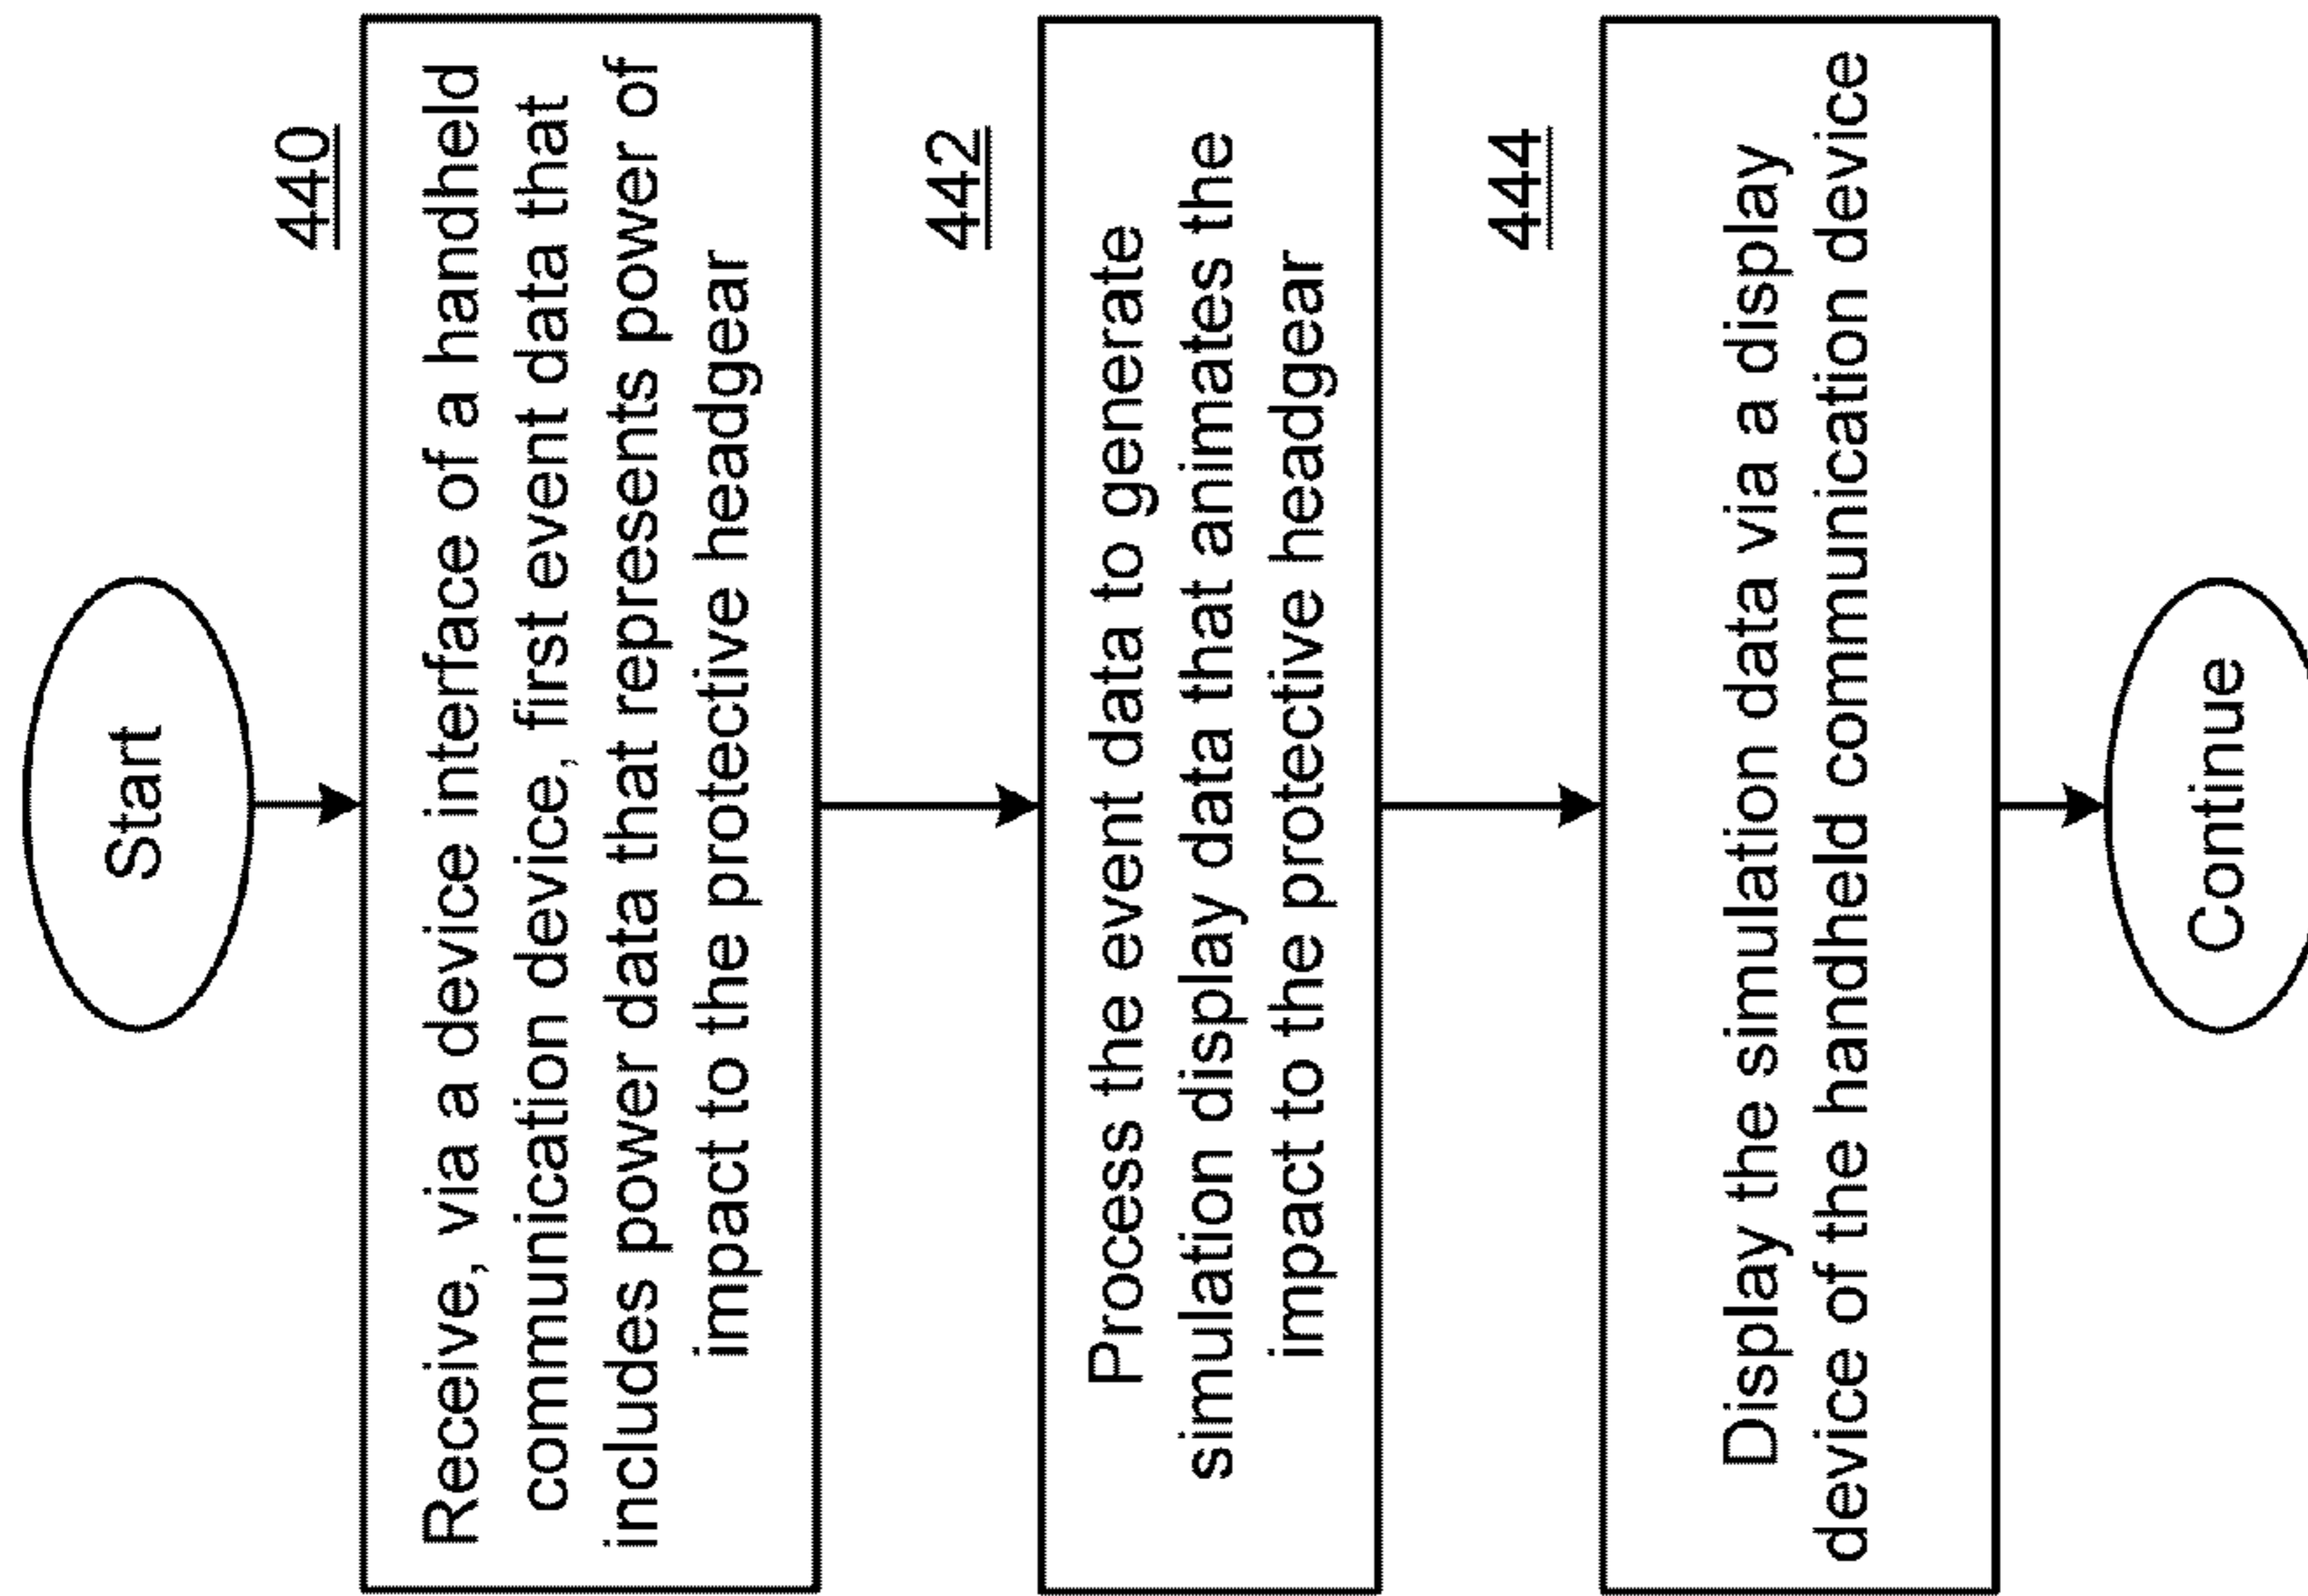 Start
440
Receive, via a device interface of a handheld
communication device, first event data that
includes power data that represents power of
impact to the protective headgear
442
Process the event data to generate
simulation display data that animates the
impact to the protective headgear
444
Display the simulation data via a display
device of the handheld communication device
Continue